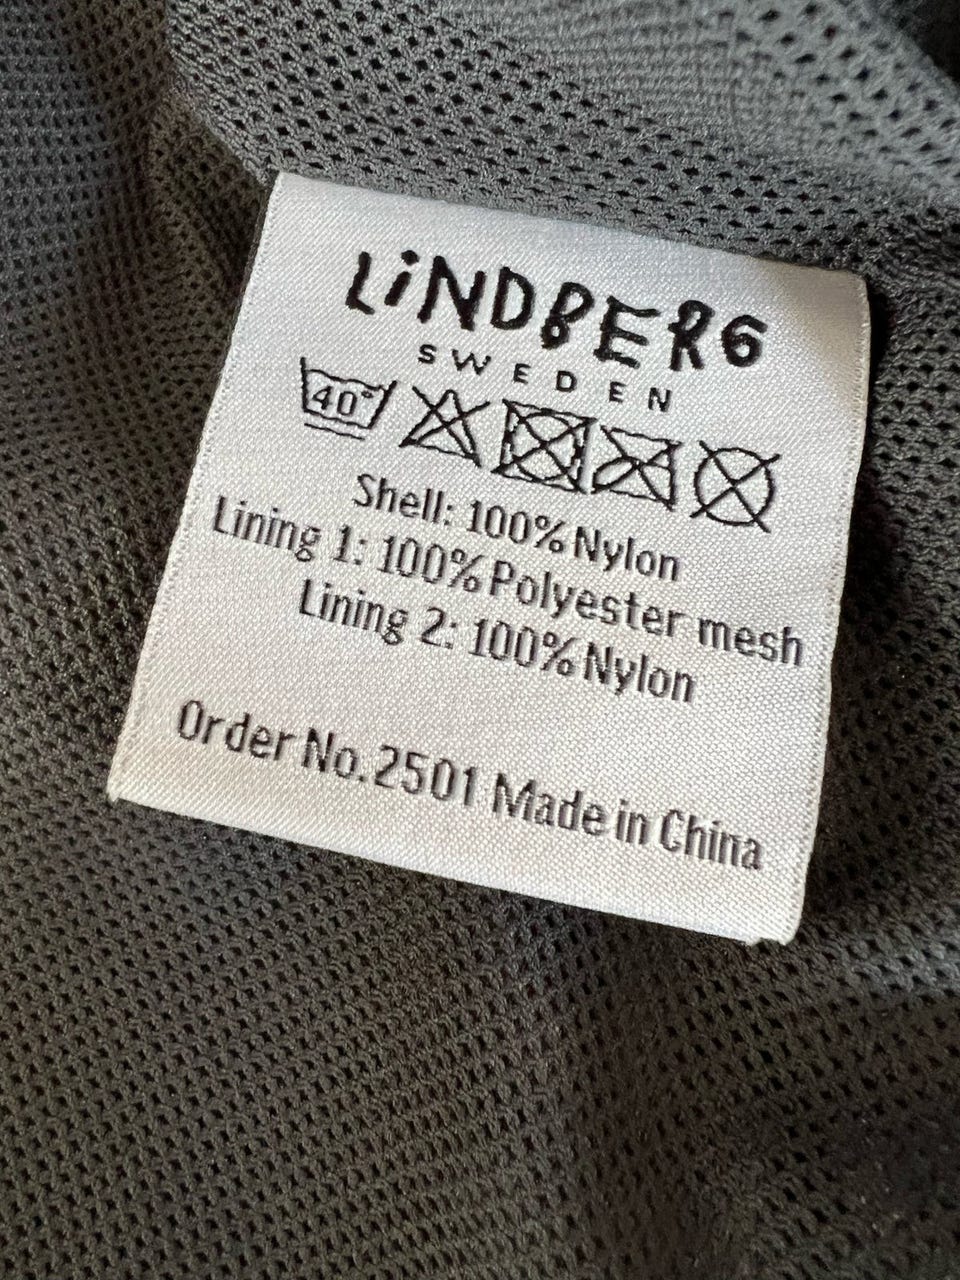 LiNDBERG
SWEDEN
40°
Shell: 100% Nylon
Lining 1: 100% Polyester mesh
Lining 2: 100% Nylon
Order No. 2501 Made in China